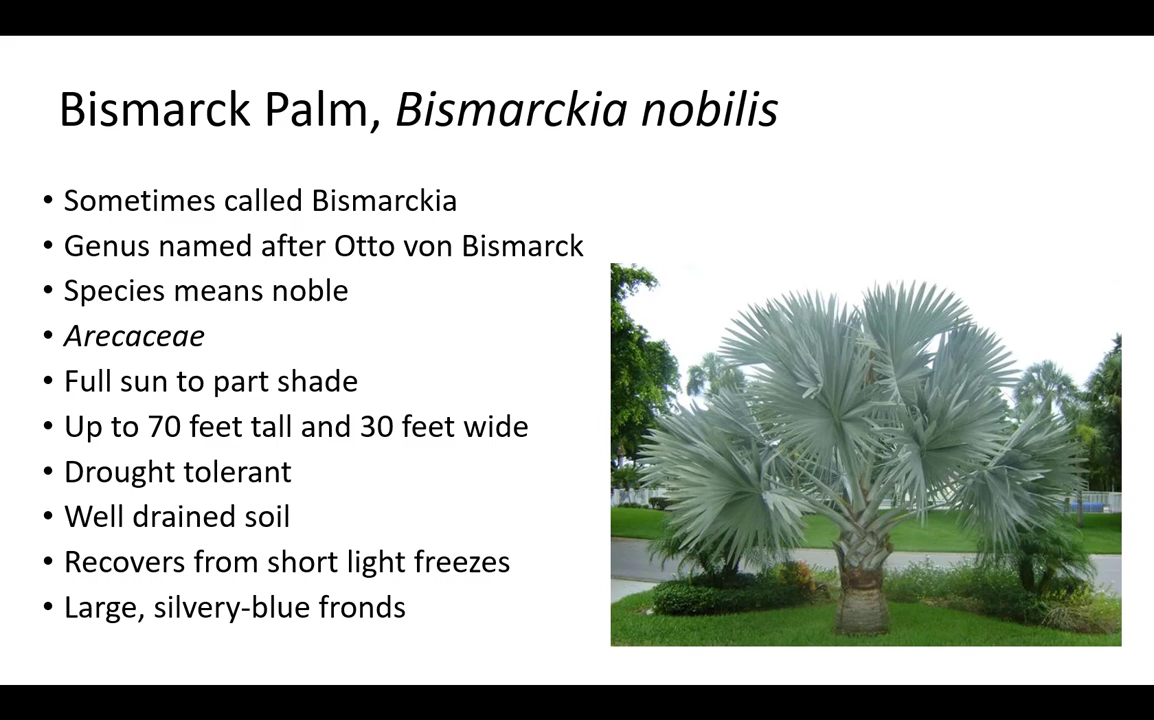 Bismarck Palm, Bismarckia nobilis
• Sometimes called Bismarckia
• Genus named after Otto von Bismarck
• Species means noble
• Arecaceae
• Full sun to part shade
• Up to 70 feet tall and 30 feet wide
• Drought tolerant
• Well drained soil
• Recovers from short light freezes
• Large, silvery-blue fronds